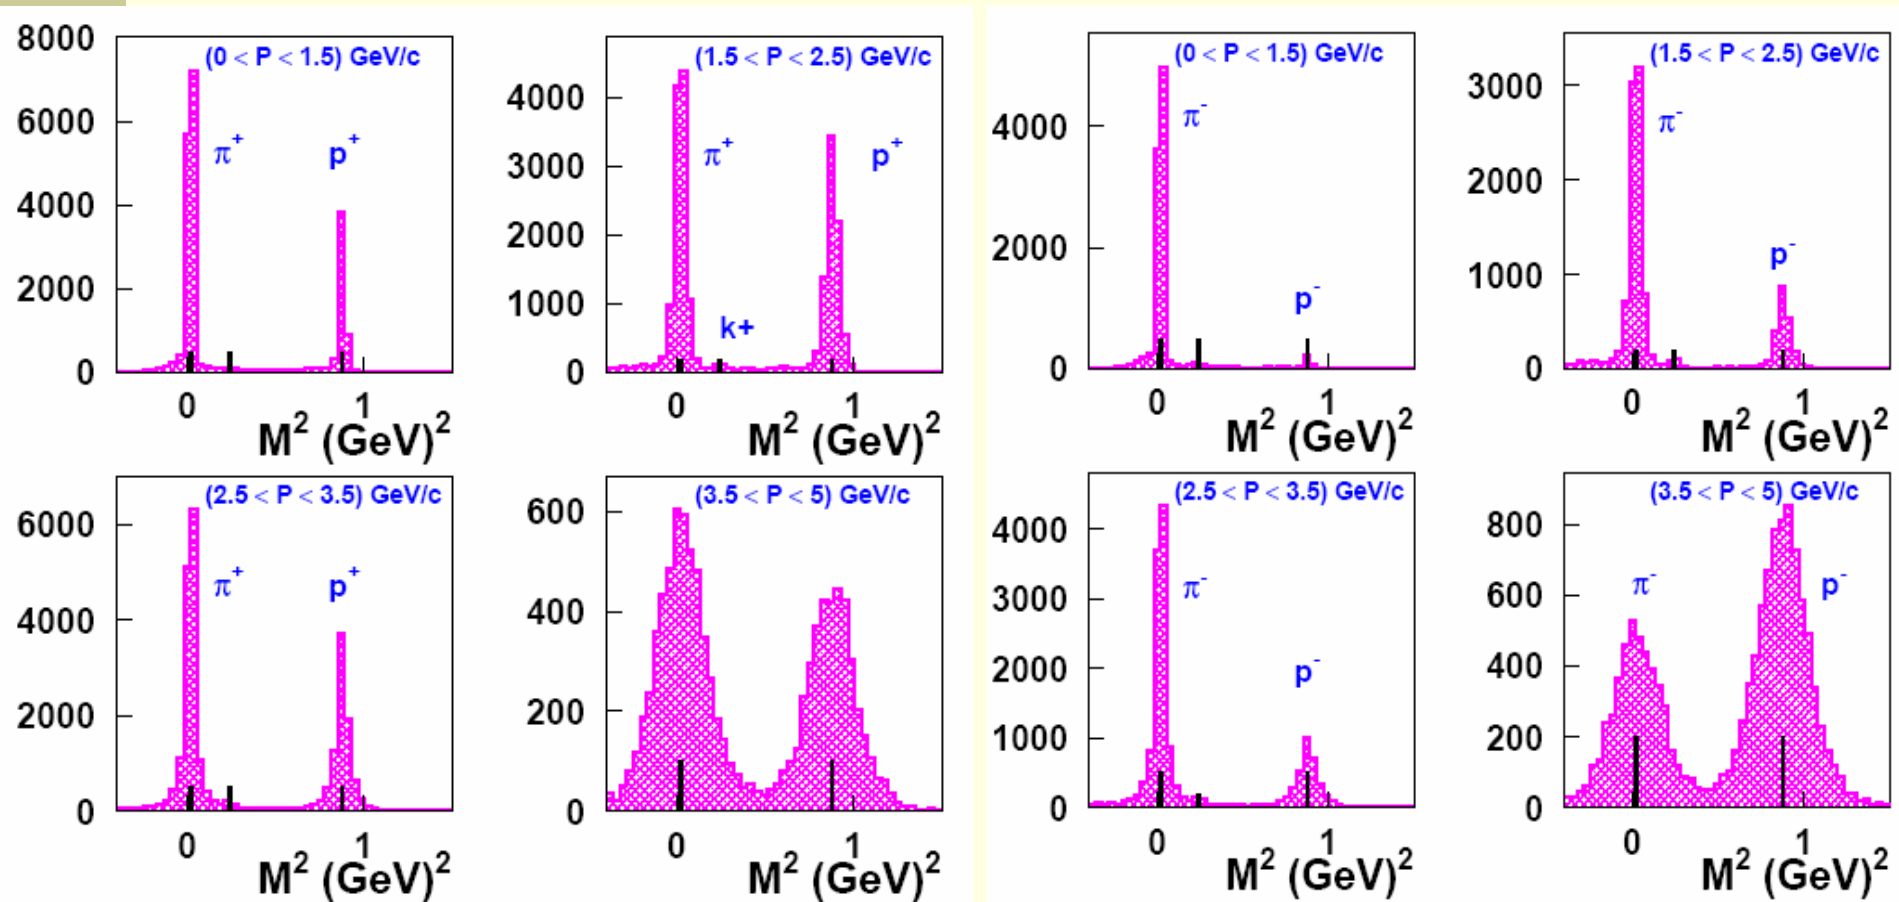 8000
6000
4000
2000
0
(0 < P < 1.5) GeV/c
π⁺
p⁺
0
1
M² (GeV)²
4000
3000
2000
1000
0
(1.5 < P < 2.5) GeV/c
π⁺
p⁺
k+
0
1
M² (GeV)²
4000
2000
0
(0 < P < 1.5) GeV/c
π⁻
p⁻
0
1
M² (GeV)²
3000
2000
1000
0
(1.5 < P < 2.5) GeV/c
π⁻
p⁻
0
1
M² (GeV)²
6000
4000
2000
0
(2.5 < P < 3.5) GeV/c
π⁺
p⁺
0
1
M² (GeV)²
600
400
200
0
(3.5 < P < 5) GeV/c
0
1
M² (GeV)²
4000
3000
2000
1000
0
(2.5 < P < 3.5) GeV/c
π⁻
p⁻
0
1
M² (GeV)²
800
600
400
200
0
(3.5 < P < 5) GeV/c
π⁻
p⁻
0
1
M² (GeV)²